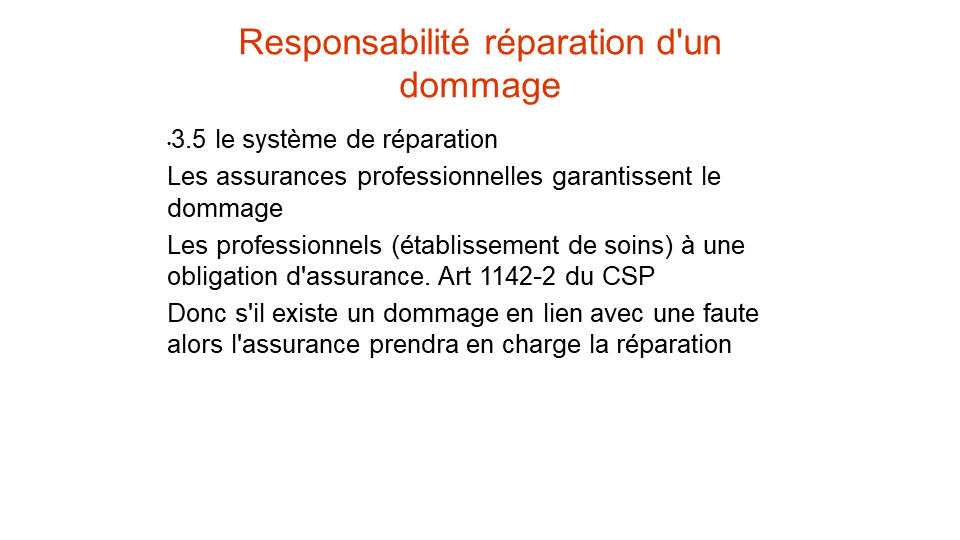 Responsabilité réparation d'un
dommage
•3.5 le système de réparation
Les assurances professionnelles garantissent le
dommage
Les professionnels (établissement de soins) à une
obligation d'assurance. Art 1142-2 du CSP
Donc s'il existe un dommage en lien avec une faute
alors l'assurance prendra en charge la réparation